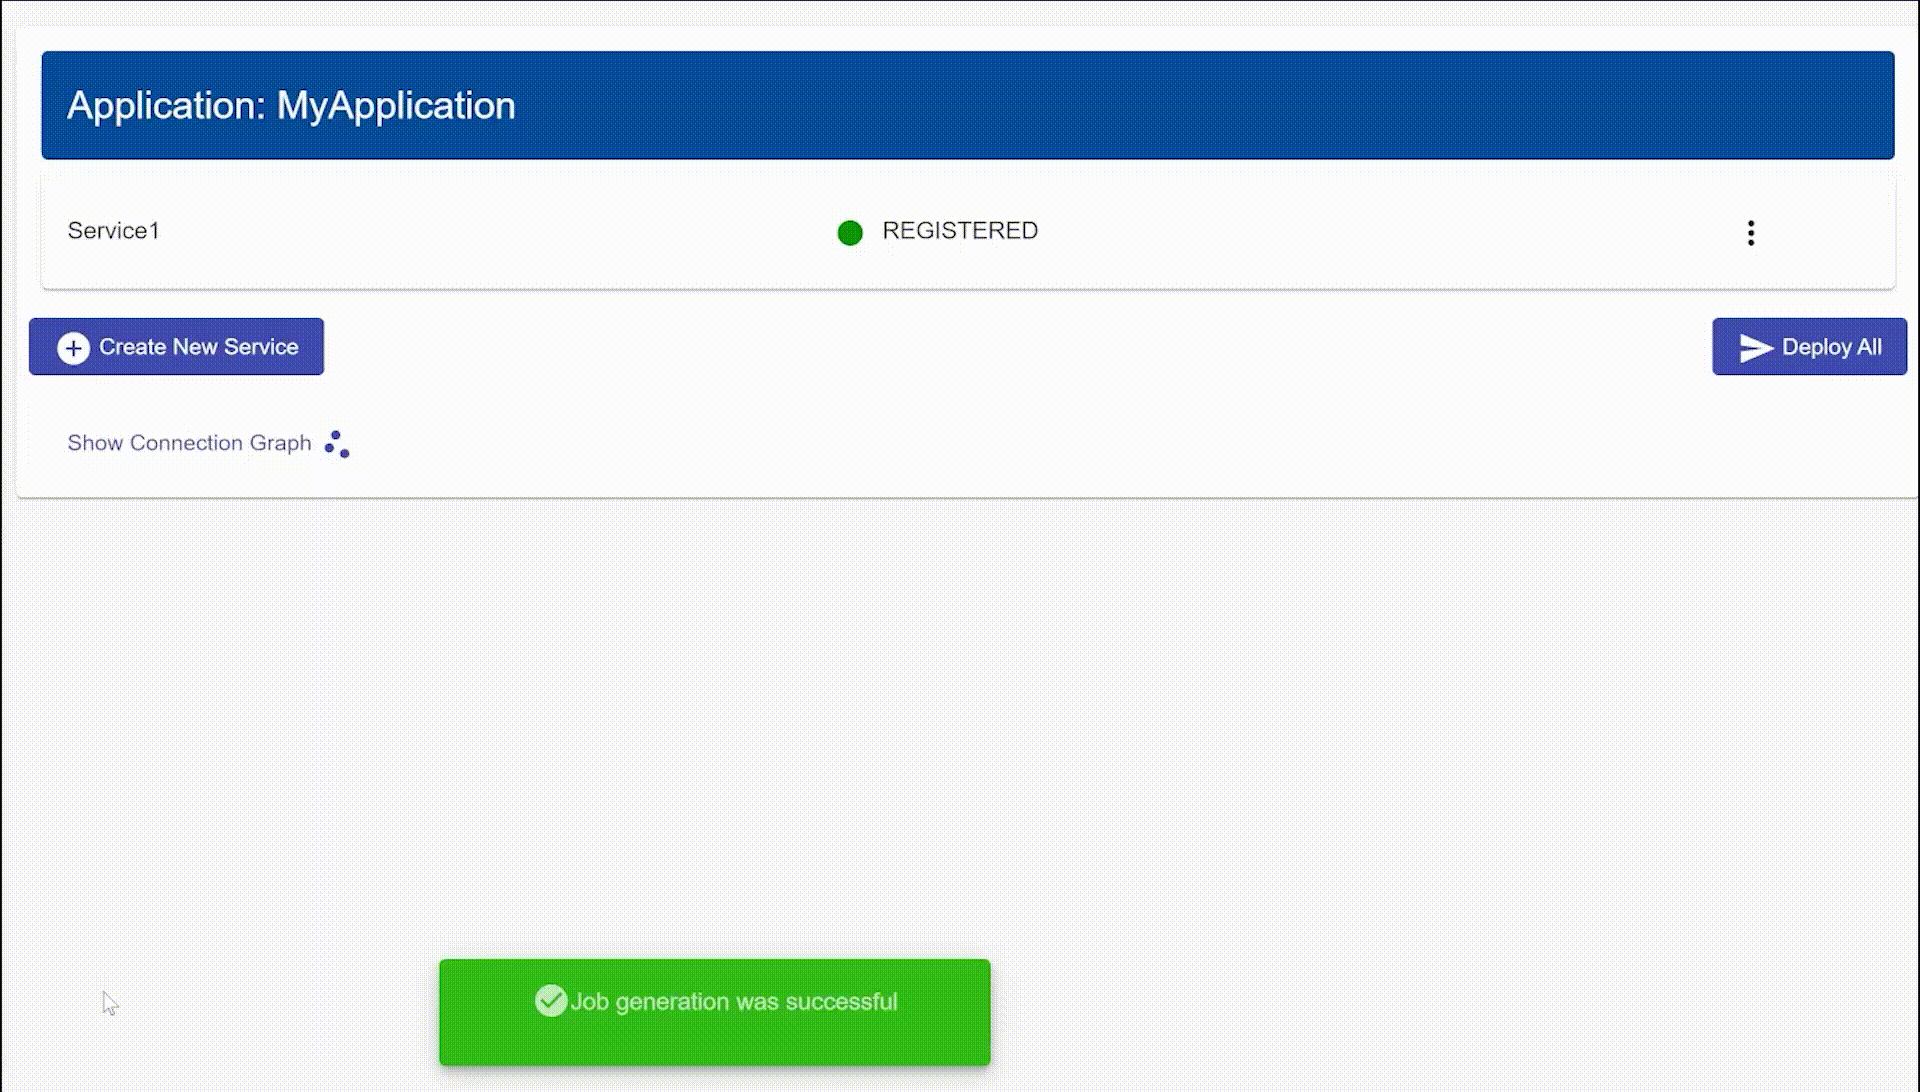 Application: MyApplication
Service1
REGISTERED
Create New Service
Deploy All
Show Connection Graph
Job generation was successful